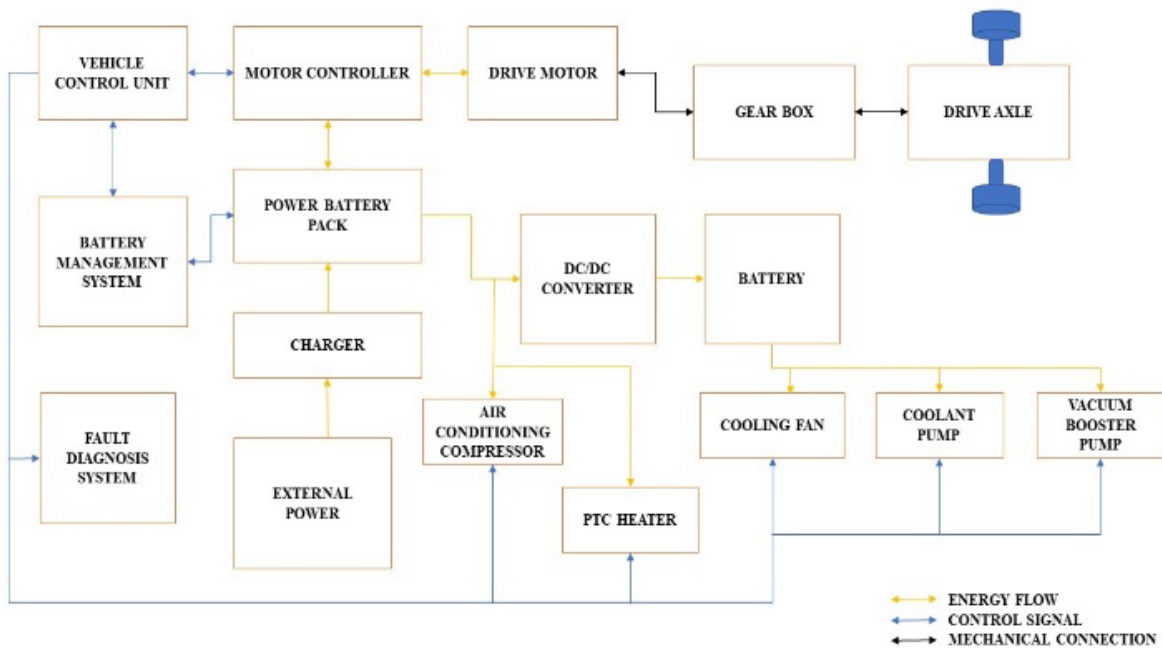 VEHICLE
CONTROL UNIT
MOTOR CONTROLLER
DRIVE MOTOR
GEAR BOX
DRIVE AXLE
BATTERY
MANAGEMENT
SYSTEM
POWER BATTERY
PACK
DC/DC
CONVERTER
BATTERY
CHARGER
FAULT
DIAGNOSIS
SYSTEM
EXTERNAL
POWER
AIR
CONDITIONING
COMPRESSOR
PTC HEATER
COOLING FAN
COOLANT
PUMP
VACUUM
BOOSTER
PUMP
ENERGY FLOW
CONTROL SIGNAL
MECHANICAL CONNECTION